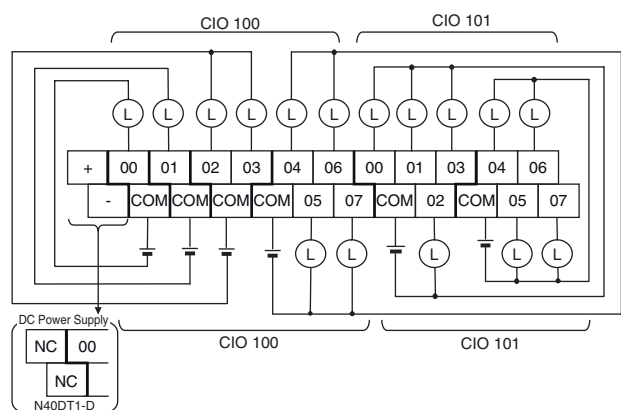 CIO 100 CIO 101
L L L L L L L L L L L
+ 00 01 02 03 04 06 00 01 03 04 06
- COM COM COM COM 05 07 COM 02 COM 05 07
L L L L L
DC Power Supply
CIO 100 CIO 101
NC 00
NC
N40DT1-D